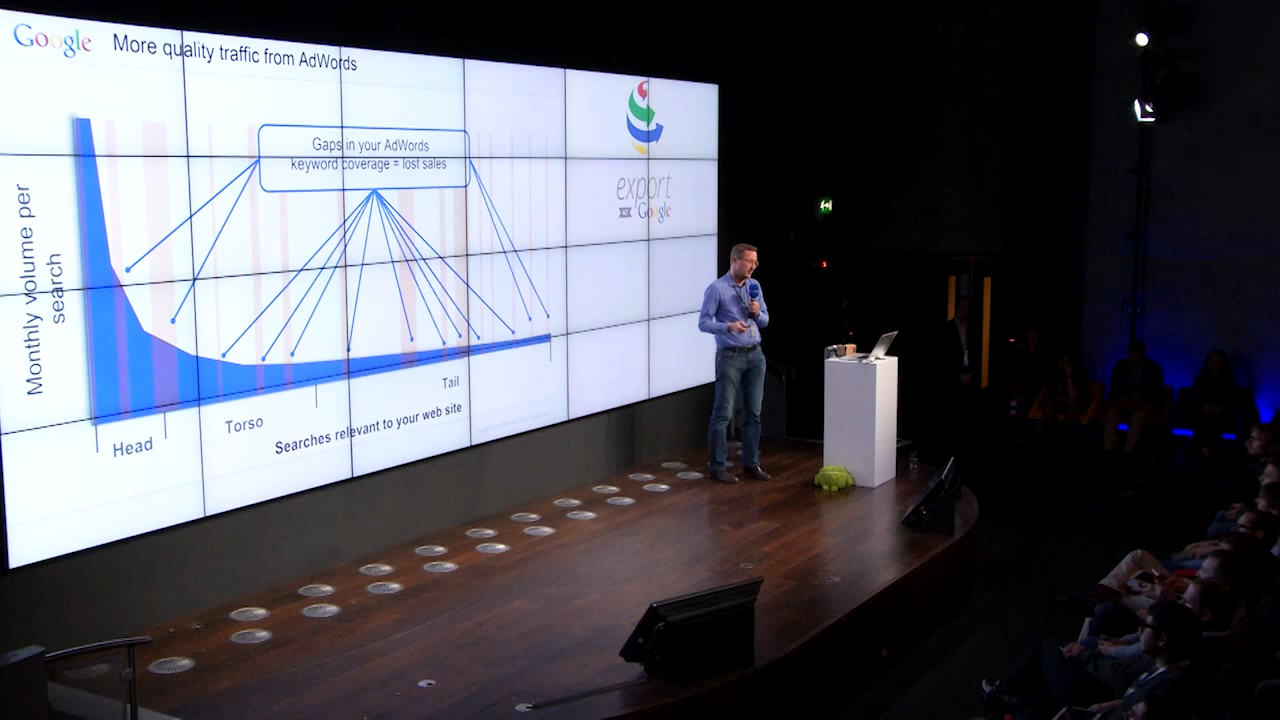 Google
More quality traffic from AdWords
Gaps in your AdWords
keyword coverage = lost sales
Monthly volume per
search
Head
Torso
Tail
Searches relevant to your web site
export
Google